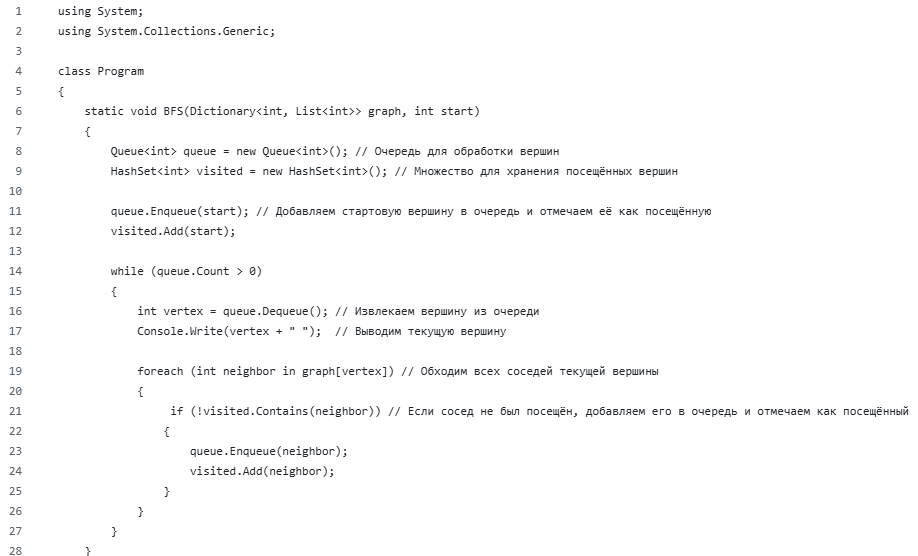 1 using System;
2 using System.Collections.Generic;
3
4 class Program
5 {
6 static void BFS(Dictionary<int, List<int>> graph, int start)
7 {
8 Queue<int> queue = new Queue<int>(); // Очередь для обработки вершин
9 HashSet<int> visited = new HashSet<int>(); // Множество для хранения посещённых вершин
10
11 queue.Enqueue(start); // Добавляем стартовую вершину в очередь и отмечаем её как посещённую
12 visited.Add(start);
13
14 while (queue.Count > 0)
15 {
16 int vertex = queue.Dequeue(); // Извлекаем вершину из очереди
17 Console.Write(vertex + " ");  // Выводим текущую вершину
18
19 foreach (int neighbor in graph[vertex]) // Обходим всех соседей текущей вершины
20 {
21 if (!visited.Contains(neighbor)) // Если сосед не был посещён, добавляем его в очередь и отмечаем как посещённый
22 {
23 queue.Enqueue(neighbor);
24 visited.Add(neighbor);
25 }
26 }
27 }
28 }